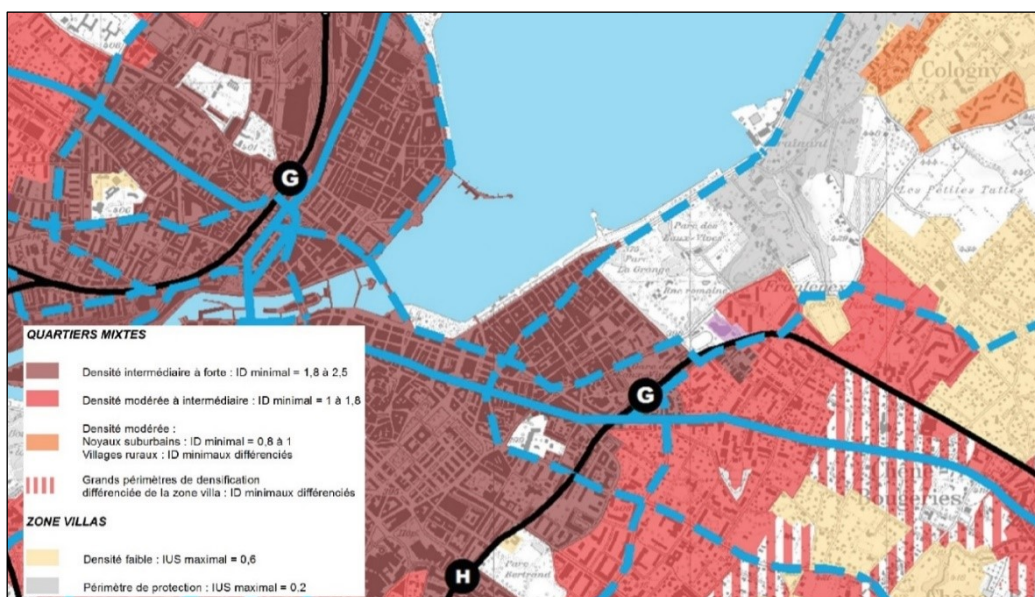 Cologny
Les Petites Tattes
Parc des
Eaux-Vives
Parc
La Grange
Frontenex
G
G
H
Parc
Bertrand
Bougeries
QUARTIERS MIXTES
Densité intermédiaire à forte : ID minimal = 1,8 à 2,5
Densité modérée à intermédiaire : ID minimal = 1 à 1,8
Densité modérée :
Noyaux suburbains : ID minimal = 0,8 à 1
Villages ruraux : ID minimaux différenciés
Grands périmètres de densification
différenciée de la zone villa : ID minimaux différenciés
ZONE VILLAS
Densité faible : IUS maximal = 0,6
Périmètre de protection : IUS maximal = 0.2